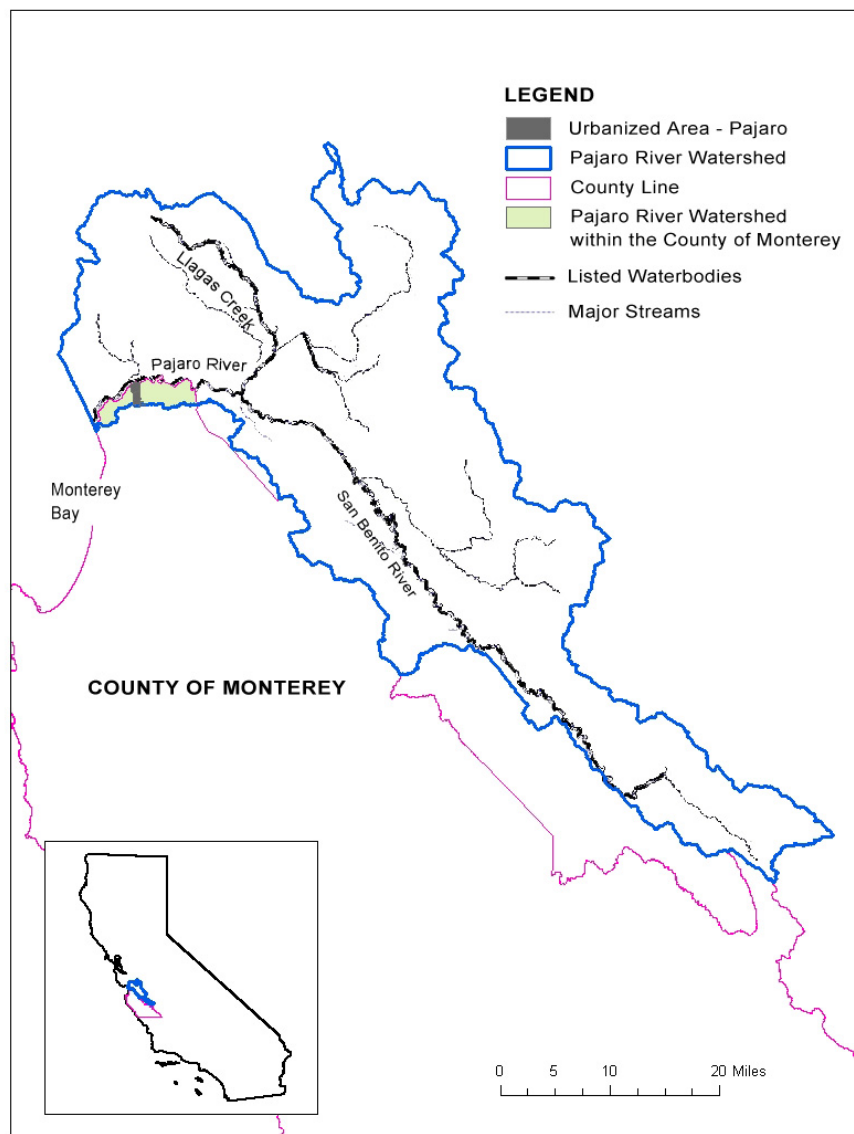 LEGEND
Urbanized Area - Pajaro
Pajaro River Watershed
County Line
Pajaro River Watershed
within the County of Monterey
Listed Waterbodies
Major Streams
Llagas Creek
Pajaro River
Monterey
Bay
San Benito River
COUNTY OF MONTEREY
0 5 10 20 Miles